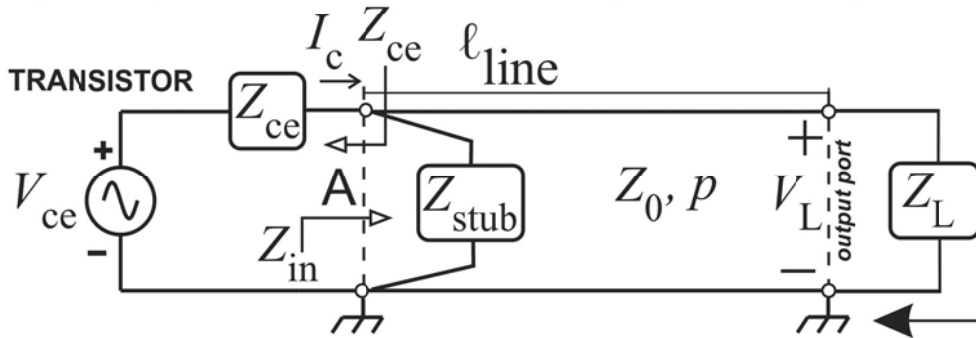 I_c Z_ce ℓ_line
TRANSISTOR
Z_ce
+
V_ce
-
A
Z_in
Z_stub
Z_0, p
+
V_L
−
output port
Z_L